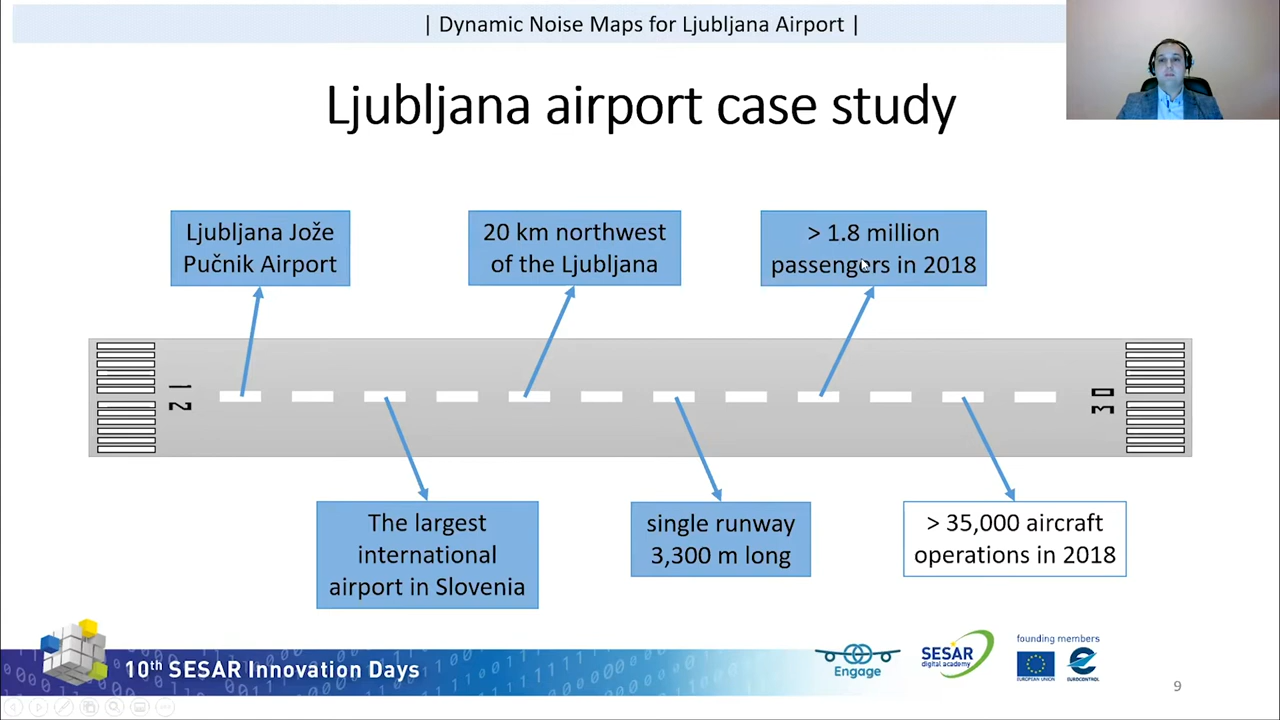 | Dynamic Noise Maps for Ljubljana Airport |
Ljubljana airport case study
Ljubljana Jože
Pučnik Airport
20 km northwest
of the Ljubljana
> 1.8 million
passengers in 2018
12
30
The largest
international
airport in Slovenia
single runway
3,300 m long
> 35,000 aircraft
operations in 2018
10th SESAR Innovation Days
Engage
SESAR
digital academy
founding members
EUROPEAN UNION
EUROCONTROL
9